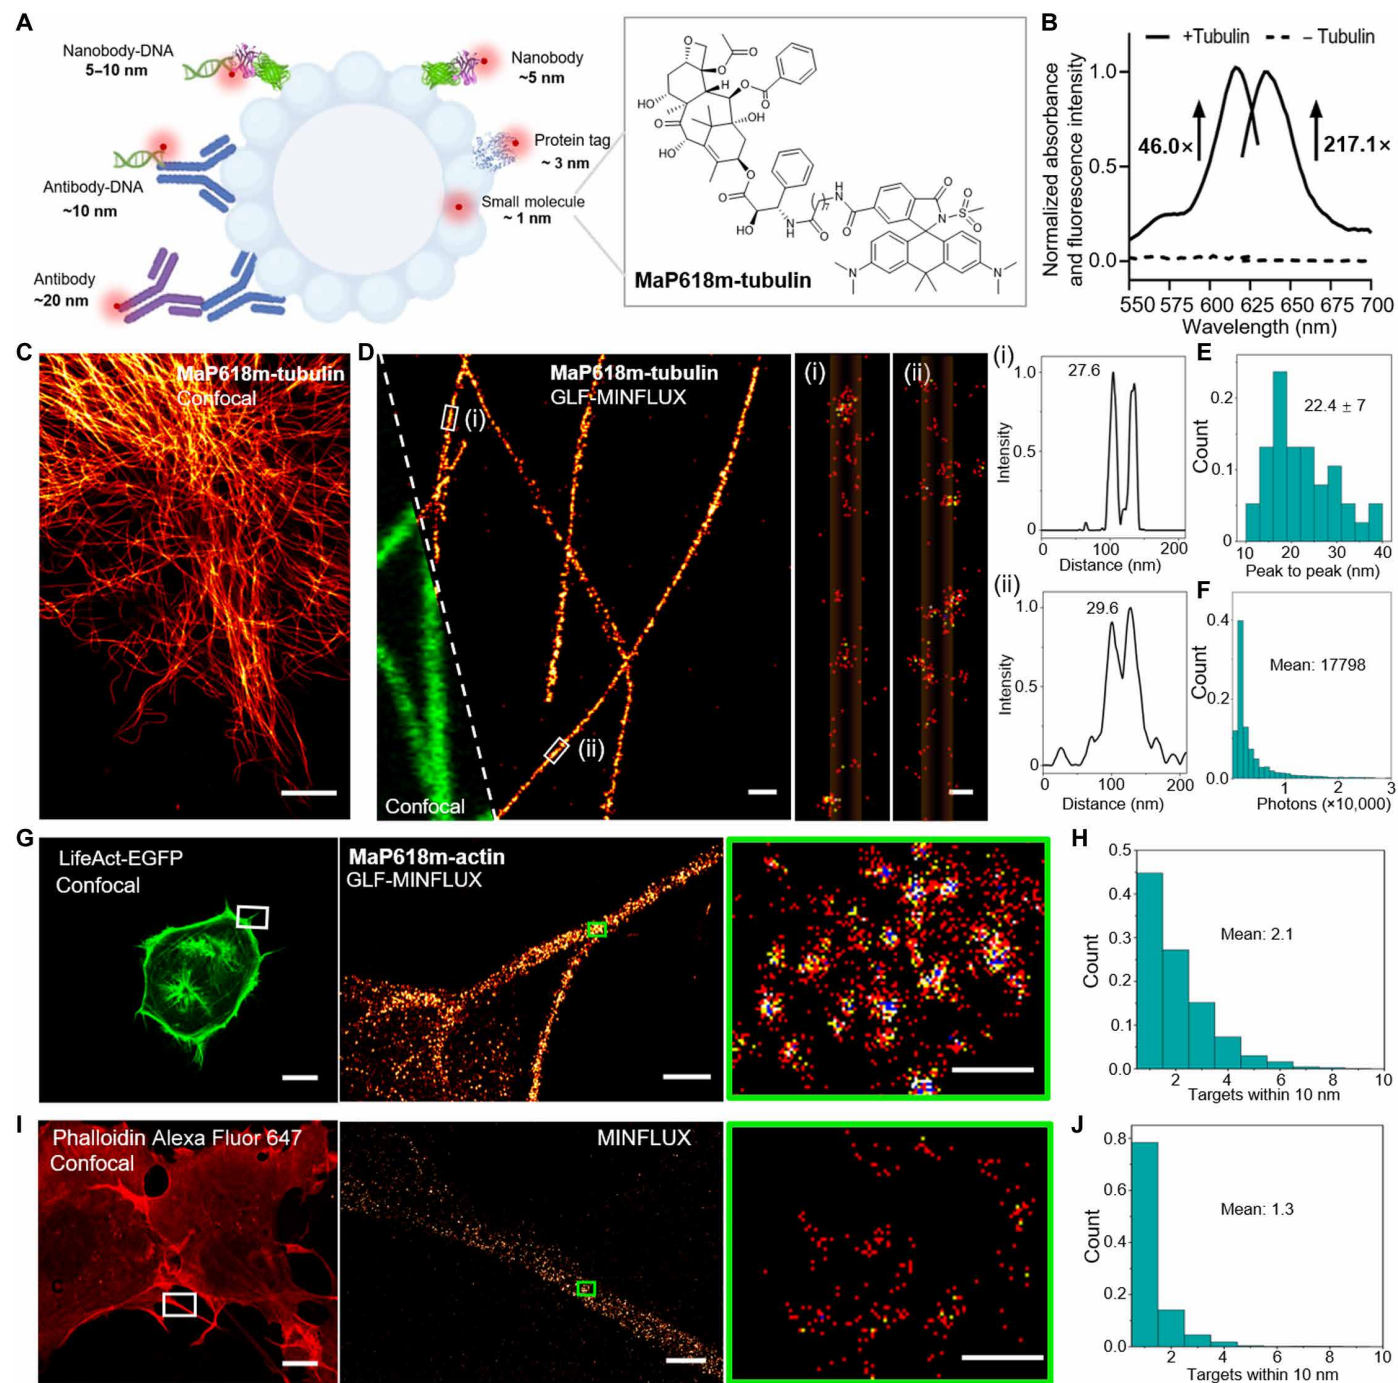 A
Nanobody-DNA
5–10 nm
Nanobody
~5 nm
Antibody-DNA
~10 nm
Protein tag
~ 3 nm
Small molecule
~ 1 nm
Antibody
~20 nm
O
O
O
H
O
O
HO
O
OH
HO
O
O
O
HO
N
H
O
7
H
N
O
O
N
S
O
O
N
N
MaP618m-tubulin
B
+Tubulin
– Tubulin
Normalized absorbance
and fluorescence intensity
1.0
0.5
0.0
46.0×
217.1×
550 575 600 625 650 675 700
Wavelength (nm)
C
MaP618m-tubulin
Confocal
D
MaP618m-tubulin
GLF-MINFLUX
(i)
(ii)
Confocal
(i)
(ii)
(i)
27.6
1.0
0.5
0
Intensity
0 100 200
Distance (nm)
(ii)
29.6
1.0
0.5
0
Intensity
0 100 200
Distance (nm)
E
22.4 ± 7
0.2
0.1
0
Count
10 20 30 40
Peak to peak (nm)
F
Mean: 17798
0.4
0.2
0.0
Count
1 2 3
Photons (×10,000)
G
LifeAct-EGFP
Confocal
MaP618m-actin
GLF-MINFLUX
H
Mean: 2.1
0.5
0.4
0.3
0.2
0.1
0.0
Count
2 4 6 8 10
Targets within 10 nm
I
Phalloidin Alexa Fluor 647
Confocal
C
MINFLUX
J
Mean: 1.3
0.8
0.6
0.4
0.2
0.0
Count
2 4 6 8 10
Targets within 10 nm